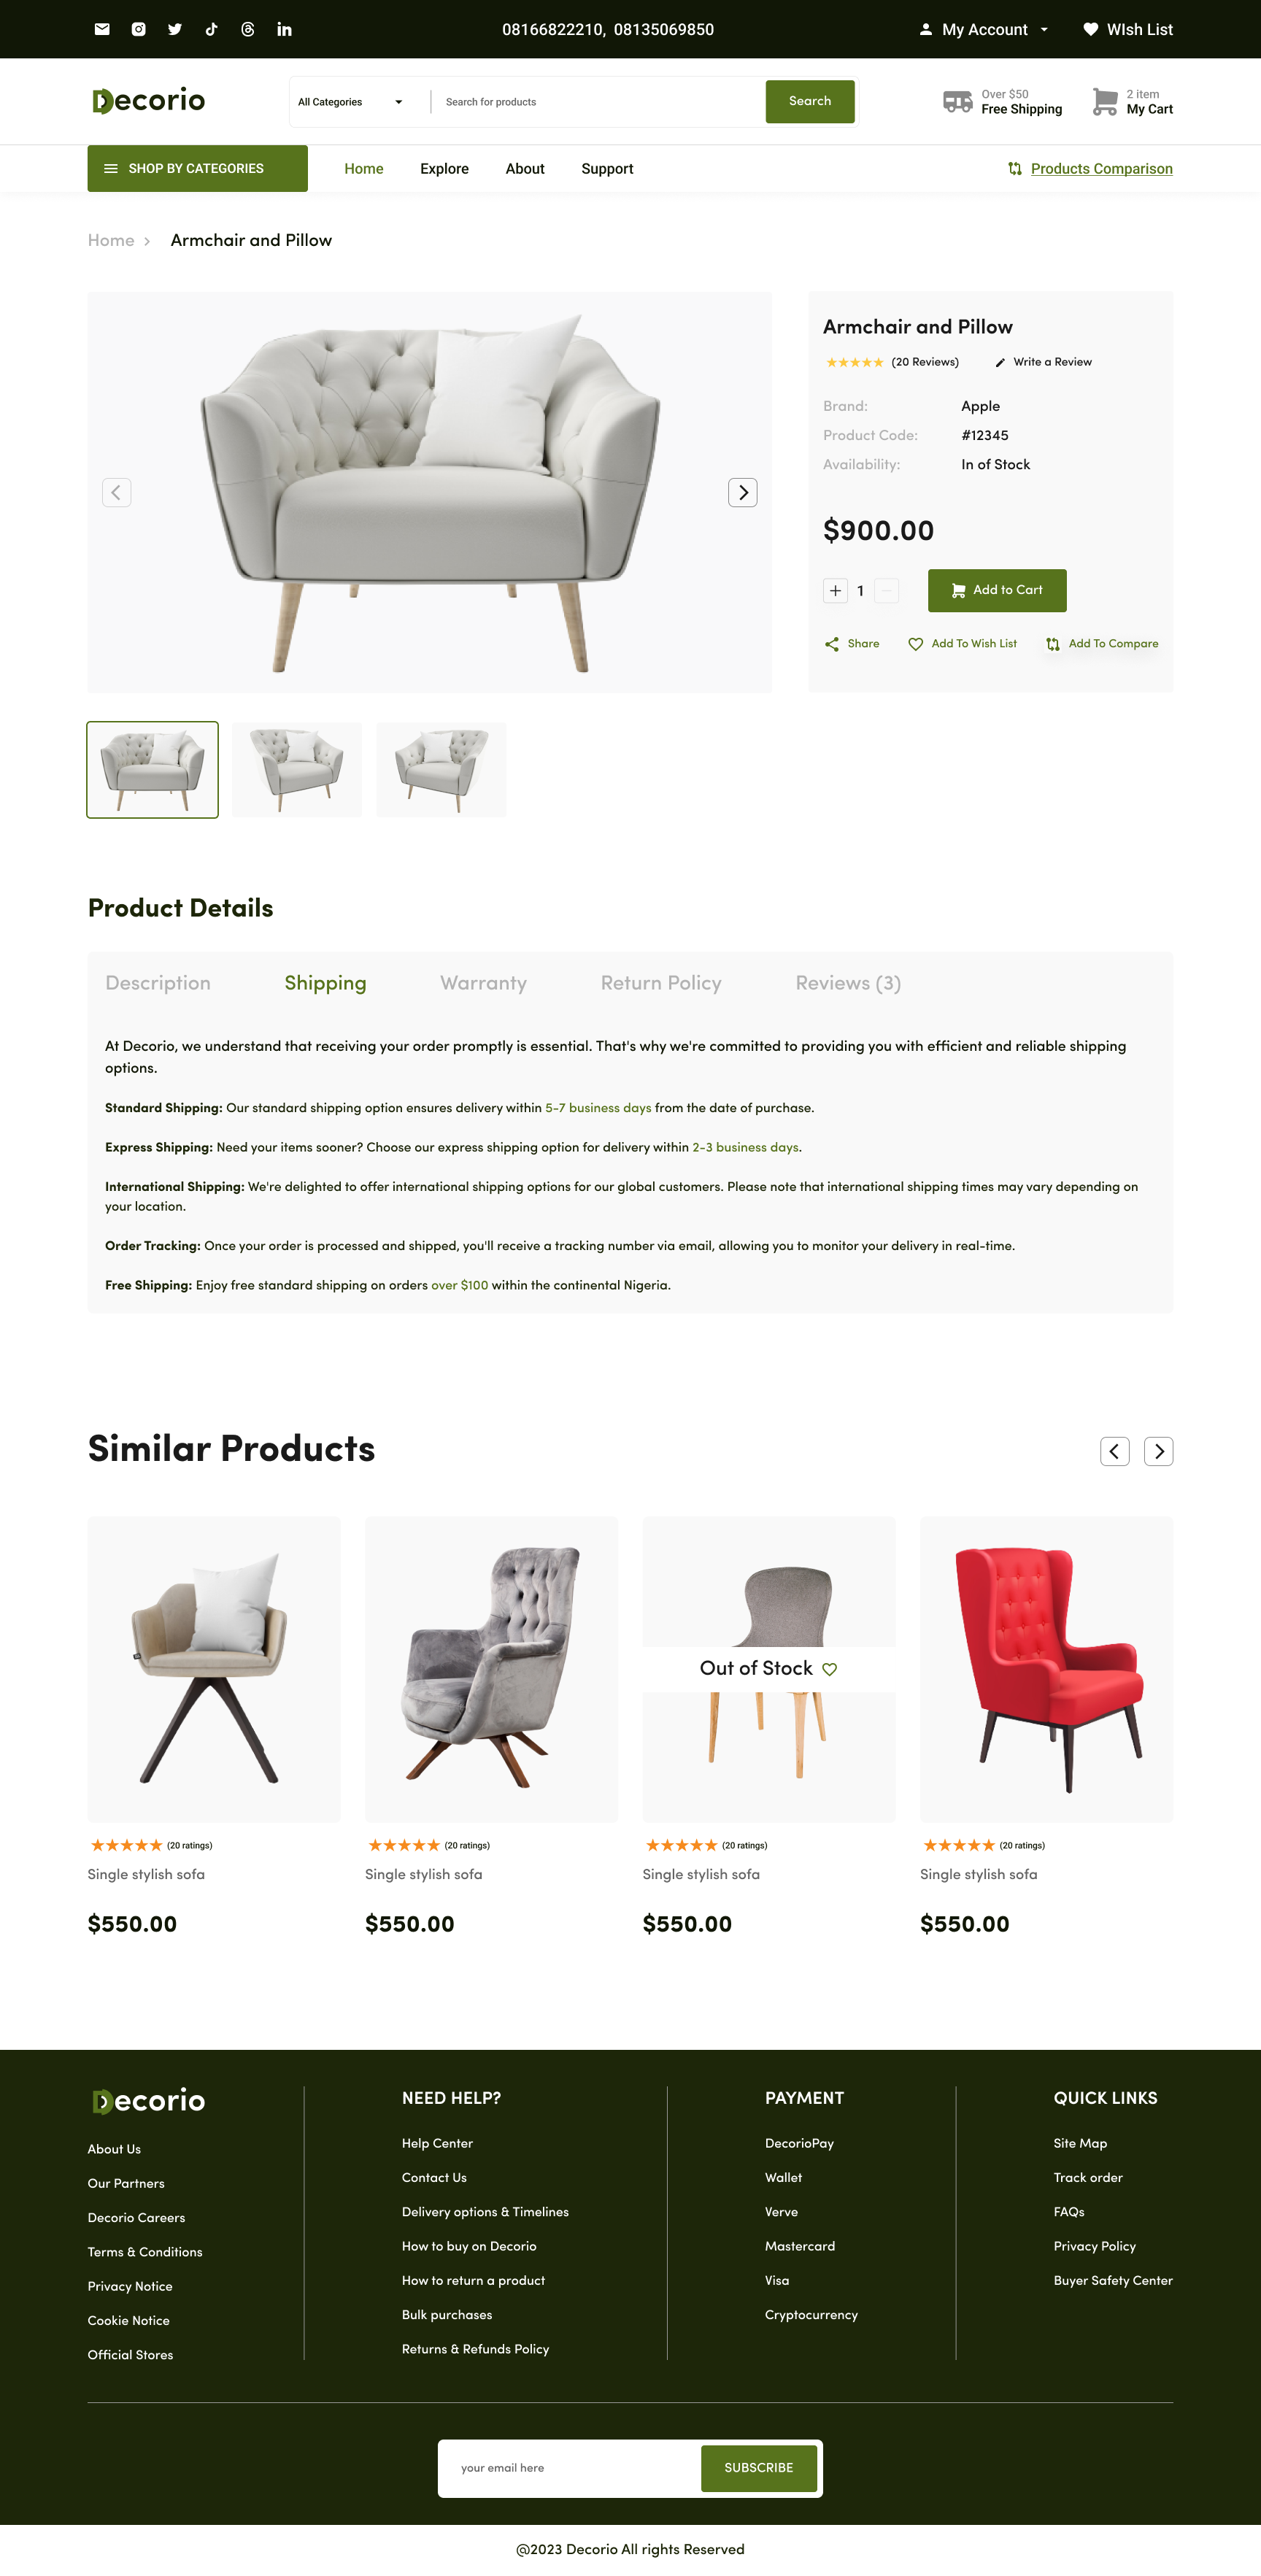 08166822210, 08135069850
My Account
WIsh List
Decorio
All Categories
Search for products
Search
Over $50
Free Shipping
2 item
My Cart
SHOP BY CATEGORIES
Home
Explore
About
Support
Products Comparison
Home
Armchair and Pillow
Armchair and Pillow
(20 Reviews)
Write a Review
Brand: Apple
Product Code: #12345
Availability: In of Stock
$900.00
1
Add to Cart
Share
Add To Wish List
Add To Compare
Product Details
Description
Shipping
Warranty
Return Policy
Reviews (3)
At Decorio, we understand that receiving your order promptly is essential. That's why we're committed to providing you with efficient and reliable shipping
options.
Standard Shipping: Our standard shipping option ensures delivery within 5-7 business days from the date of purchase.
Express Shipping: Need your items sooner? Choose our express shipping option for delivery within 2-3 business days.
International Shipping: We're delighted to offer international shipping options for our global customers. Please note that international shipping times may vary depending on
your location.
Order Tracking: Once your order is processed and shipped, you'll receive a tracking number via email, allowing you to monitor your delivery in real-time.
Free Shipping: Enjoy free standard shipping on orders over $100 within the continental Nigeria.
Similar Products
Out of Stock
(20 ratings)
Single stylish sofa
$550.00
(20 ratings)
Single stylish sofa
$550.00
(20 ratings)
Single stylish sofa
$550.00
(20 ratings)
Single stylish sofa
$550.00
Decorio
About Us
Our Partners
Decorio Careers
Terms & Conditions
Privacy Notice
Cookie Notice
Official Stores
NEED HELP?
Help Center
Contact Us
Delivery options & Timelines
How to buy on Decorio
How to return a product
Bulk purchases
Returns & Refunds Policy
PAYMENT
DecorioPay
Wallet
Verve
Mastercard
Visa
Cryptocurrency
QUICK LINKS
Site Map
Track order
FAQs
Privacy Policy
Buyer Safety Center
your email here
SUBSCRIBE
@2023 Decorio All rights Reserved